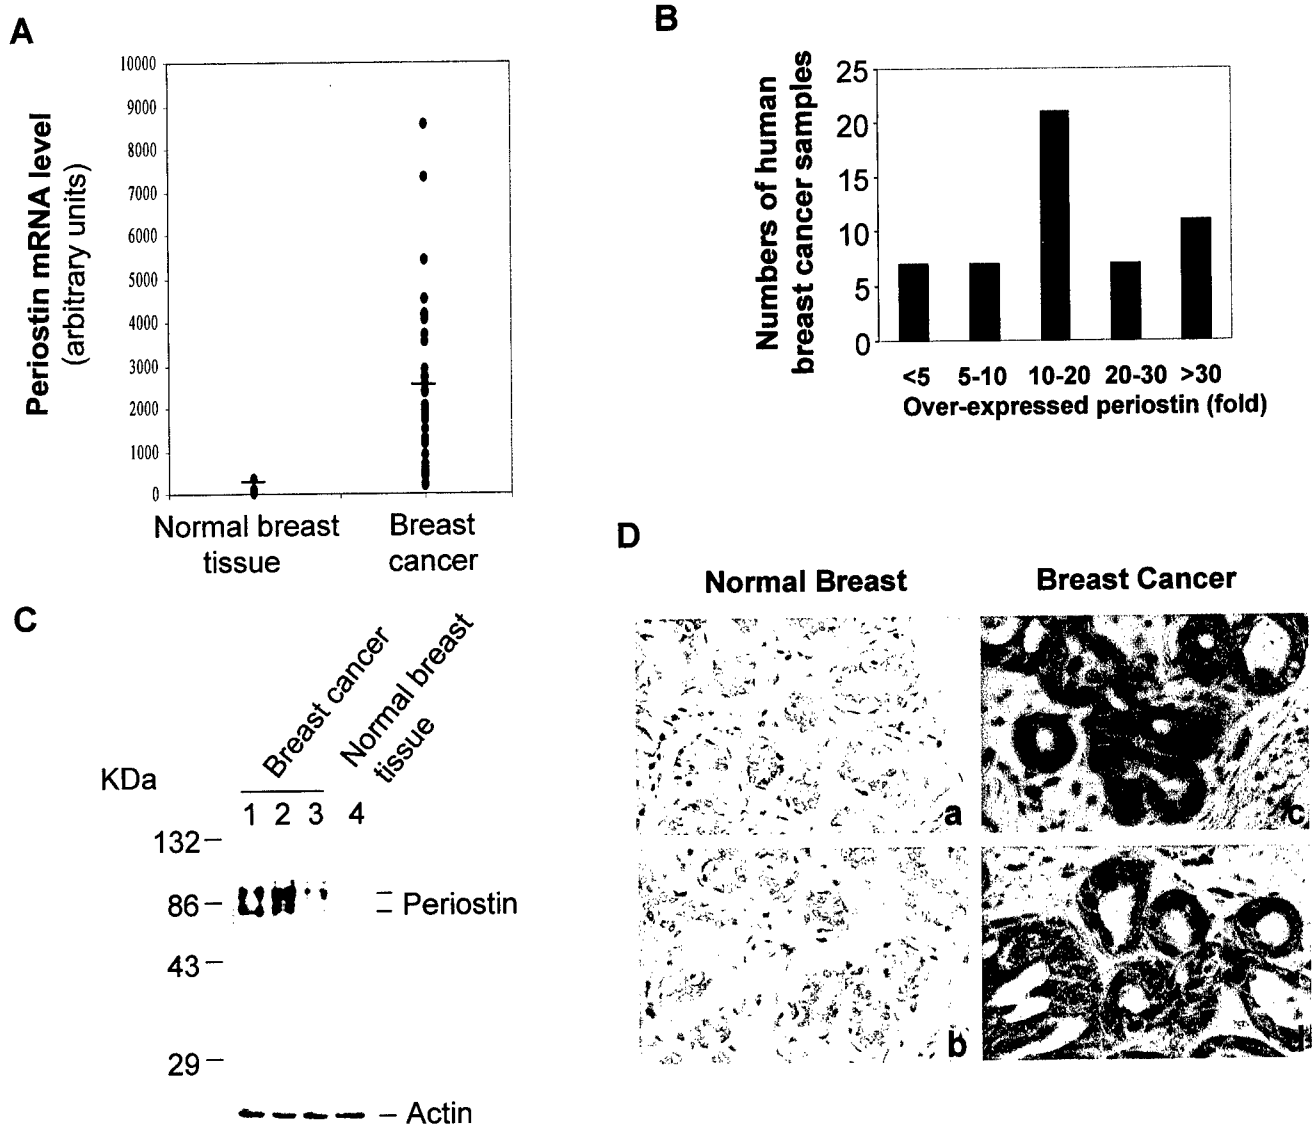 A
Periostin mRNA level
(arbitrary units)
10000
9000
8000
7000
6000
5000
4000
3000
2000
1000
0
Normal breast
tissue
Breast
cancer
B
Numbers of human
breast cancer samples
25
20
15
10
5
0
<5 5-10 10-20 20-30 >30
Over-expressed periostin (fold)
C
KDa
Breast cancer
Normal breast
tissue
1 2 3 4
132
86
43
29
Periostin
Actin
D
Normal Breast
Breast Cancer
a
c
b
d